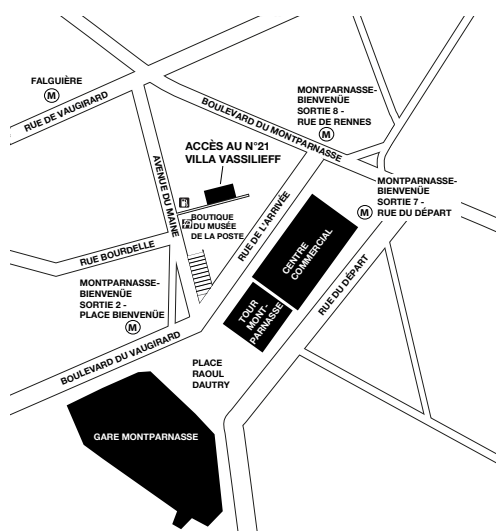 FALGUIÈRE
M
RUE DE VAUGIRARD
BOULEVARD DU MONTPARNASSE
MONTPARNASSE-
BIENVENÜE
SORTIE 8 -
RUE DE RENNES
M
ACCÈS AU N°21
VILLA VASSILIEFF
AVENUE DU MAINE
MONTPARNASSE-
BIENVENÜE
SORTIE 7 -
RUE DU DÉPART
M
BOUTIQUE
DU MUSÉE
DE LA POSTE
RUE DE L'ARRIVÉE
CENTRE
COMMERCIAL
RUE BOURDELLE
RUE DU DÉPART
MONTPARNASSE-
BIENVENÜE
SORTIE 2 -
PLACE BIENVENÜE
M
TOUR
MONT-
PARNASSE
BOULEVARD DU VAUGIRARD
PLACE
RAOUL
DAUTRY
GARE MONTPARNASSE